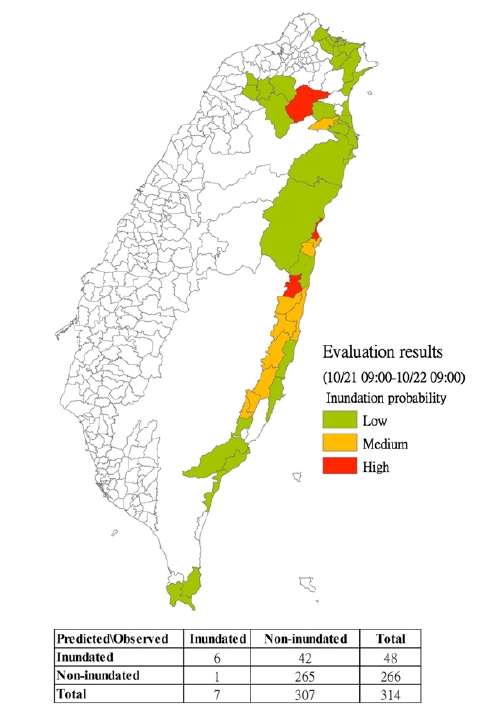 Evaluation results
(10/21 09:00-10/22 09:00)
Inundation probability
Low
Medium
High
Predicted\Observed Inundated Non-inundated Total
Inundated 6 42 48
Non-inundated 1 265 266
Total 7 307 314